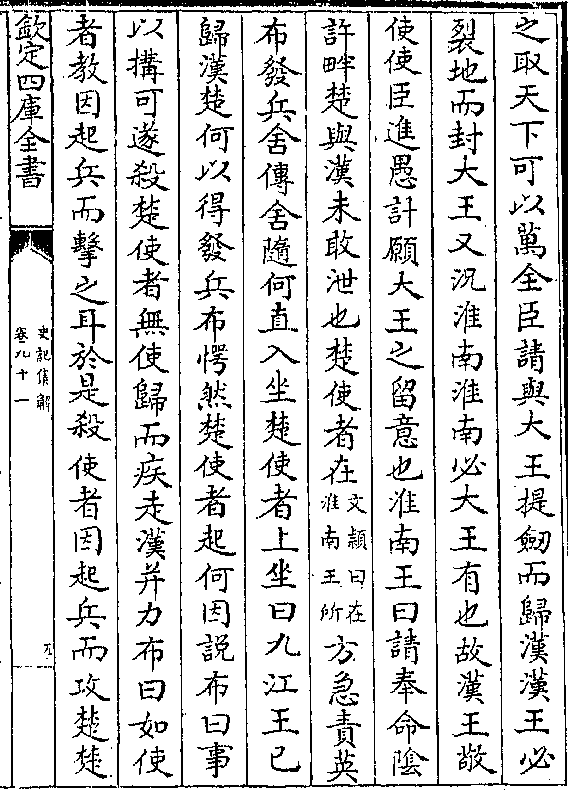 之取天下可以萬全臣請與大王提劒而歸漢漢王必
裂地而封大王又況淮南淮南必大王有也故漢王敬
使使臣進愚計願大王之留意也淮南王曰請奉命隂
許畔楚與漢未敢泄也楚使者在文頴曰在淮南王所方急責英
布發兵舍傳舍隨何直入坐楚使者上坐曰九江王已
歸漢楚何以得發兵布愕然楚使者起何因説布曰事
以搆可遂殺楚使者無使歸而疾走漢并力布曰如使
者教因起兵而擊之耳於是殺使者因起兵而攻楚楚
欽定四庫全書
史記集解
卷九十一